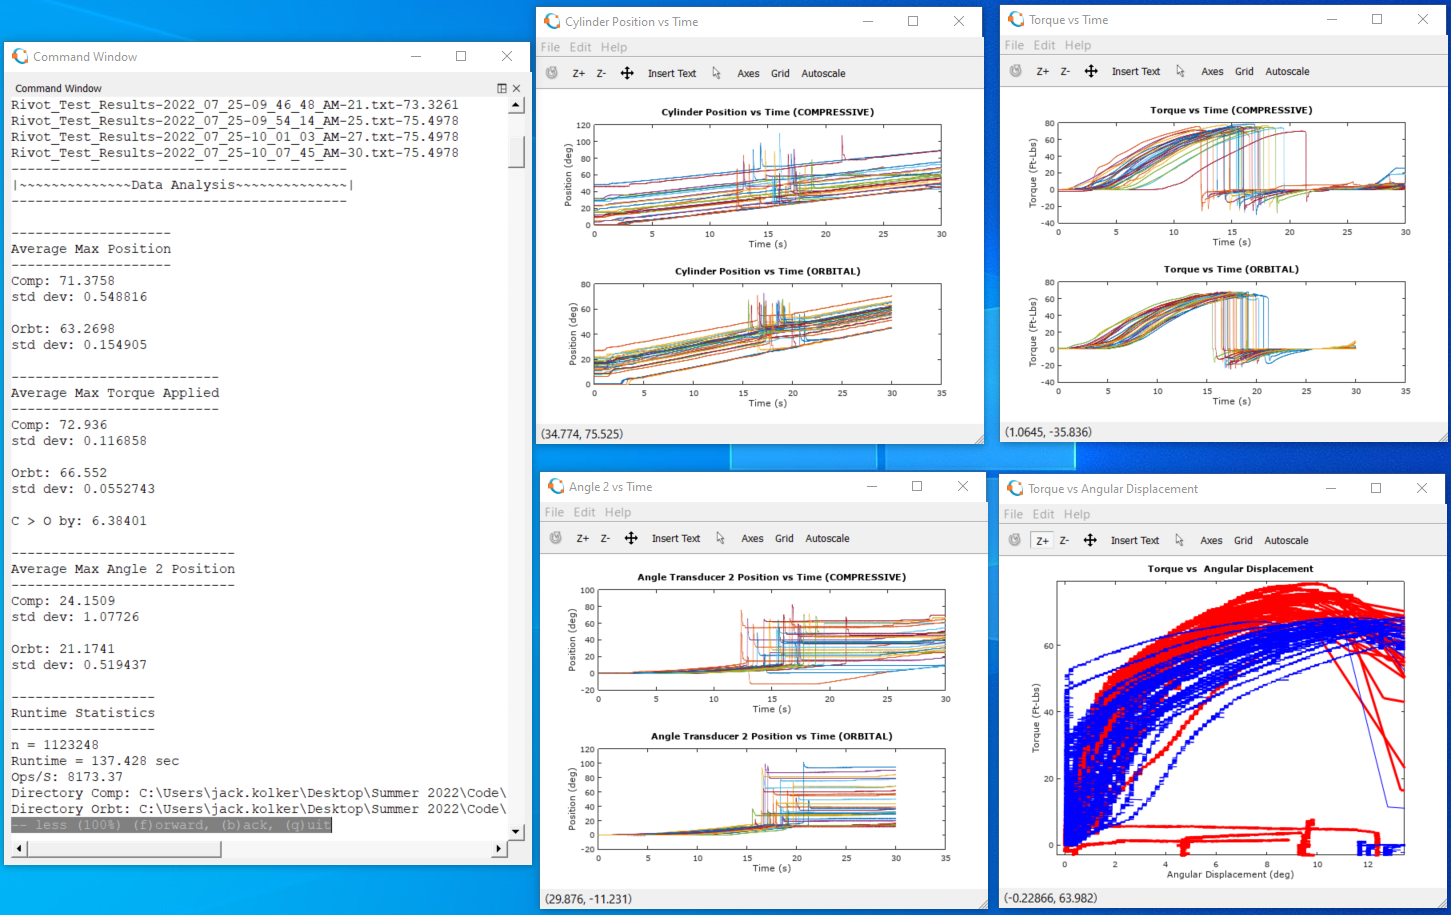 Command Window
Command Window
Rivot_Test_Results-2022_07_25-09_46_48_AM-21.txt-73.3261
Rivot_Test_Results-2022_07_25-09_54_14_AM-25.txt-75.4978
Rivot_Test_Results-2022_07_25-10_01_03_AM-27.txt-75.4978
Rivot_Test_Results-2022_07_25-10_07_45_AM-30.txt-75.4978
------------------------------------------
|~~~~~~~~~~~~~~Data Analysis~~~~~~~~~~~~~~|
------------------------------------------
--------------------
Average Max Position
--------------------
Comp: 71.3758
std dev: 0.548816
Orbt: 63.2698
std dev: 0.154905
--------------------------
Average Max Torque Applied
--------------------------
Comp: 72.936
std dev: 0.116858
Orbt: 66.552
std dev: 0.0552743
C > O by: 6.38401
----------------------------
Average Max Angle 2 Position
----------------------------
Comp: 24.1509
std dev: 1.07726
Orbt: 21.1741
std dev: 0.519437
------------------
Runtime Statistics
------------------
n = 1123248
Runtime = 137.428 sec
Ops/S: 8173.37
Directory Comp: C:\Users\jack.kolker\Desktop\Summer 2022\Code\
Directory Orbt: C:\Users\jack.kolker\Desktop\Summer 2022\Code\
-- less (100%) (f)orward, (b)ack, (q)uit
Cylinder Position vs Time
File Edit Help
Z+ Z- Insert Text Axes Grid Autoscale
Cylinder Position vs Time (COMPRESSIVE)
120
100
80
60
40
20
0
Position (deg)
0 5 10 15 20 25 30
Time (s)
Cylinder Position vs Time (ORBITAL)
80
60
40
20
0
Position (deg)
0 5 10 15 20 25 30 35
Time (s)
(34.774, 75.525)
Torque vs Time
File Edit Help
Z+ Z- Insert Text Axes Grid Autoscale
Torque vs Time (COMPRESSIVE)
80
60
40
20
0
-20
-40
Torque (Ft-Lbs)
0 5 10 15 20 25 30
Time (s)
Torque vs Time (ORBITAL)
80
60
40
20
0
-20
-40
Torque (Ft-Lbs)
0 5 10 15 20 25 30 35
Time (s)
(1.0645, -35.836)
Angle 2 vs Time
File Edit Help
Z+ Z- Insert Text Axes Grid Autoscale
Angle Transducer 2 Position vs Time (COMPRESSIVE)
100
80
60
40
20
0
-20
Position (deg)
0 5 10 15 20 25 30
Time (s)
Angle Transducer 2 Position vs Time (ORBITAL)
120
100
80
60
40
20
0
-20
Position (deg)
0 5 10 15 20 25 30 35
Time (s)
(29.876, -11.231)
Torque vs Angular Displacement
File Edit Help
Z+ Z- Insert Text Axes Grid Autoscale
Torque vs Angular Displacement
60
40
20
0
Torque (Ft-Lbs)
0 2 4 6 8 10 12
Angular Displacement (deg)
(-0.22866, 63.982)